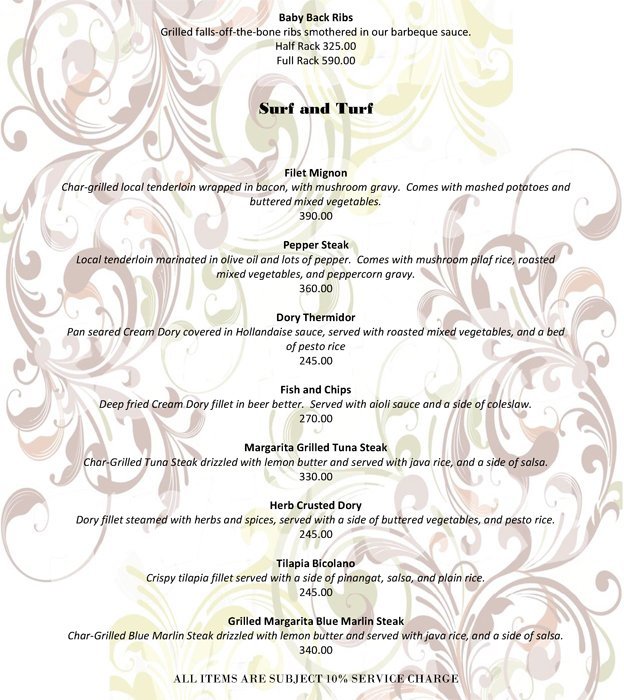 Baby Back Ribs
Grilled falls-off-the-bone ribs smothered in our barbeque sauce.
Half Rack 325.00
Full Rack 590.00
Surf and Turf
Filet Mignon
Char-grilled local tenderloin wrapped in bacon, with mushroom gravy. Comes with mashed potatoes and
buttered mixed vegetables.
390.00
Pepper Steak
Local tenderloin marinated in olive oil and lots of pepper. Comes with mushroom pilaf rice, roasted
mixed vegetables, and peppercorn gravy.
360.00
Dory Thermidor
Pan seared Cream Dory covered in Hollandaise sauce, served with roasted mixed vegetables, and a bed
of pesto rice
245.00
Fish and Chips
Deep fried Cream Dory fillet in beer better. Served with aioli sauce and a side of coleslaw.
270.00
Margarita Grilled Tuna Steak
Char-Grilled Tuna Steak drizzled with lemon butter and served with java rice, and a side of salsa.
330.00
Herb Crusted Dory
Dory fillet steamed with herbs and spices, served with a side of buttered vegetables, and pesto rice.
245.00
Tilapia Bicolano
Crispy tilapia fillet served with a side of pinangat, salsa, and plain rice.
245.00
Grilled Margarita Blue Marlin Steak
Char-Grilled Blue Marlin Steak drizzled with lemon butter and served with java rice, and a side of salsa.
340.00
ALL ITEMS ARE SUBJECT 10% SERVICE CHARGE